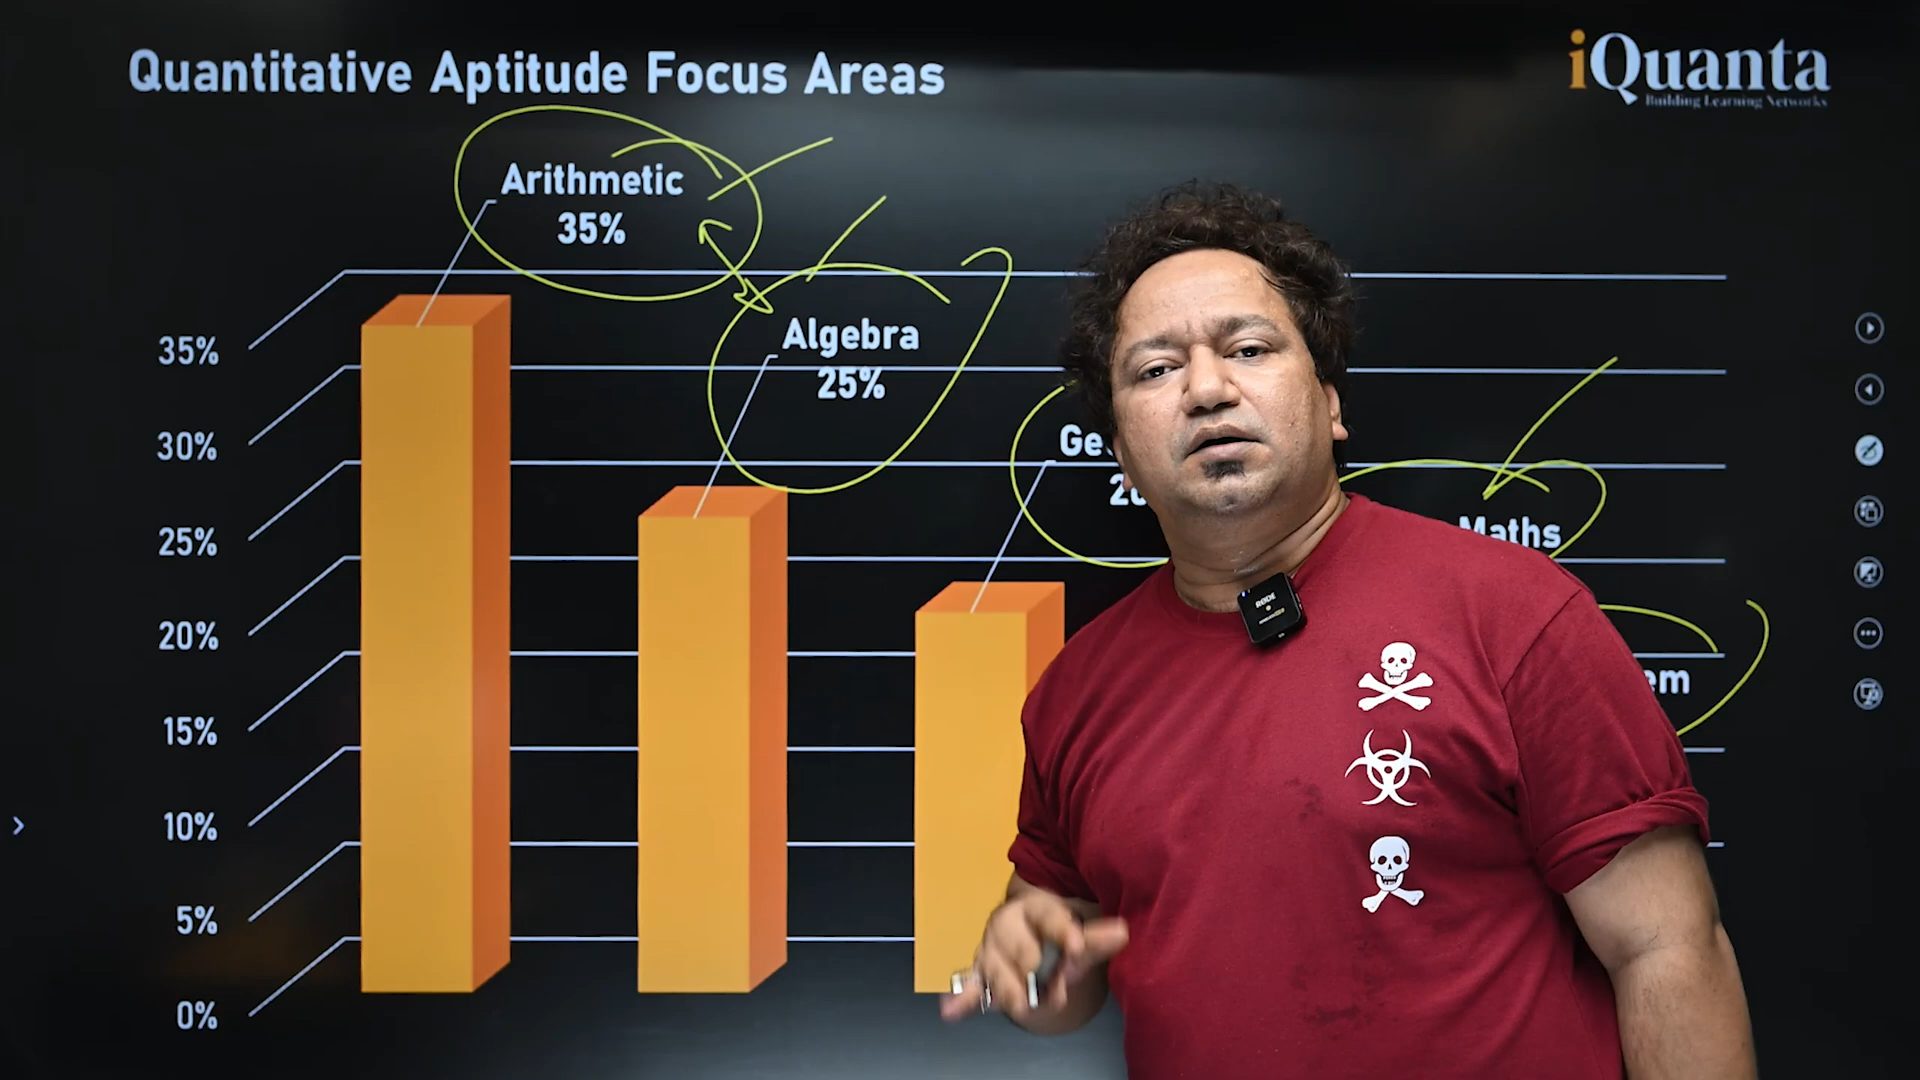 Quantitative Aptitude Focus Areas
iQuanta
Building Learning Networks
Arithmetic
35%
Algebra
25%
Maths
35%
30%
25%
20%
15%
10%
5%
0%
RØDE